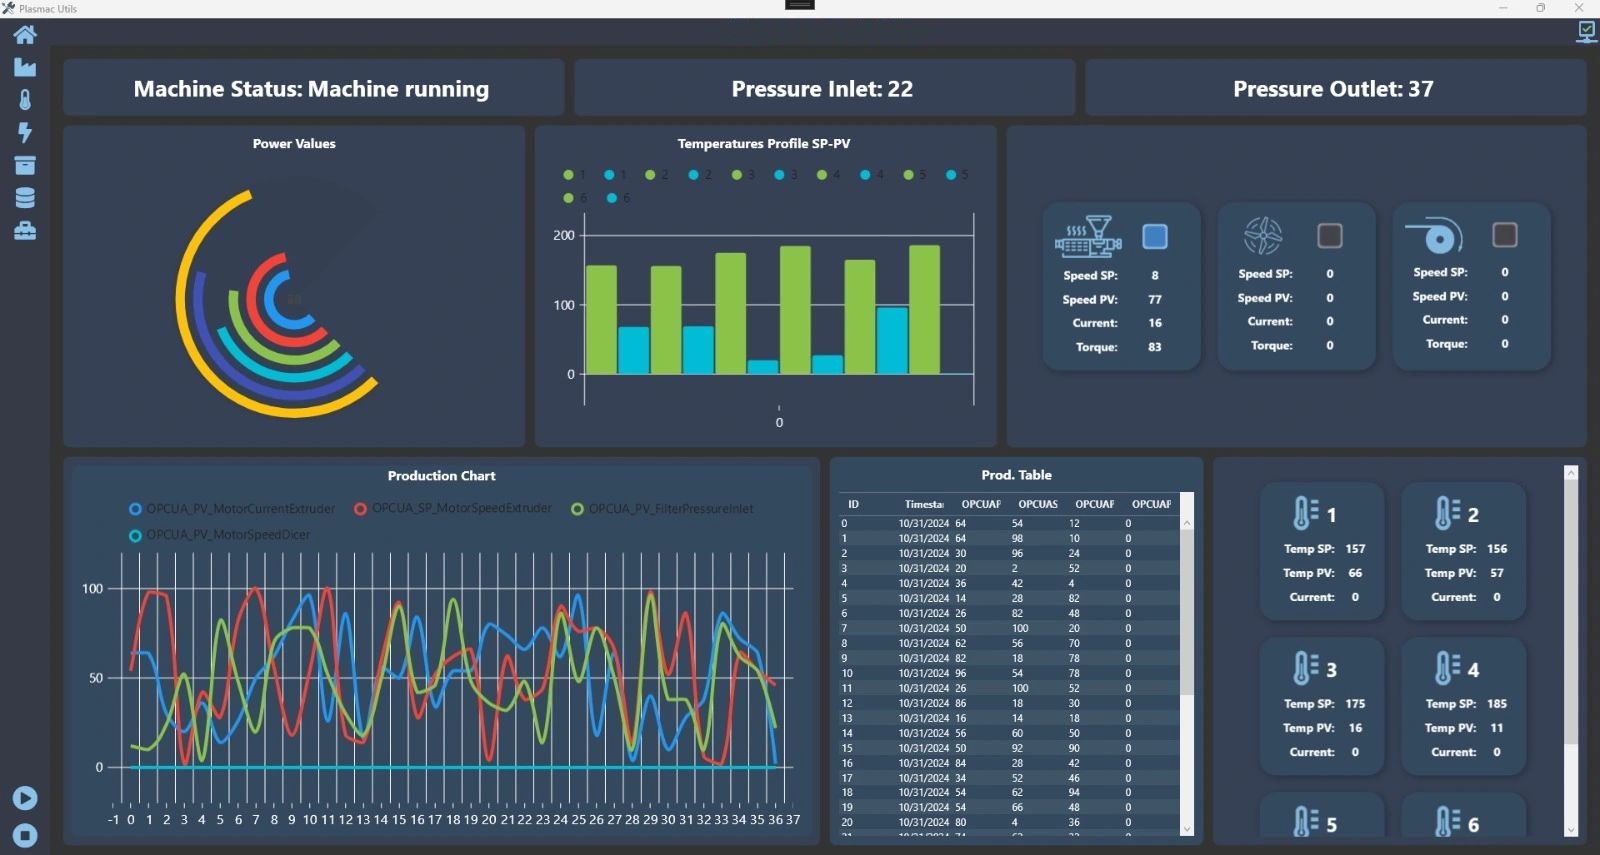 Plasmac Utils
Machine Status: Machine running
Pressure Inlet: 22
Pressure Outlet: 37
Power Values
Temperatures Profile SP-PV
1 1 2 2 3 3 4 4 5 5
6 6
200
100
0
0
Speed SP: 8
Speed PV: 77
Current: 16
Torque: 83
Speed SP: 0
Speed PV: 0
Current: 0
Torque: 0
Speed SP: 0
Speed PV: 0
Current: 0
Torque: 0
Production Chart
OPCUA_PV_MotorCurrentExtruder OPCUA_SP_MotorSpeedExtruder OPCUA_PV_FilterPressureInlet
OPCUA_PV_MotorSpeedDicer
100
50
0
-1 0 1 2 3 4 5 6 7 8 9 10 11 12 13 14 15 16 17 18 19 20 21 22 23 24 25 26 27 28 29 30 31 32 33 34 35 36 37
Prod. Table
ID Timesta OPCUAF OPCUAS OPCUAF OPCUAF
0 10/31/2024 64 54 12 0
1 10/31/2024 64 98 10 0
2 10/31/2024 30 96 24 0
3 10/31/2024 20 2 52 0
4 10/31/2024 36 42 4 0
5 10/31/2024 14 28 82 0
6 10/31/2024 26 82 48 0
7 10/31/2024 50 100 20 0
8 10/31/2024 62 56 70 0
9 10/31/2024 82 18 78 0
10 10/31/2024 96 54 78 0
11 10/31/2024 26 100 52 0
12 10/31/2024 86 18 30 0
13 10/31/2024 16 14 18 0
14 10/31/2024 56 60 50 0
15 10/31/2024 50 92 90 0
16 10/31/2024 84 28 42 0
17 10/31/2024 34 52 46 0
18 10/31/2024 54 62 94 0
19 10/31/2024 54 66 48 0
20 10/31/2024 80 4 36 0
1
Temp SP: 157
Temp PV: 66
Current: 0
2
Temp SP: 156
Temp PV: 57
Current: 0
3
Temp SP: 175
Temp PV: 16
Current: 0
4
Temp SP: 185
Temp PV: 11
Current: 0
5
6